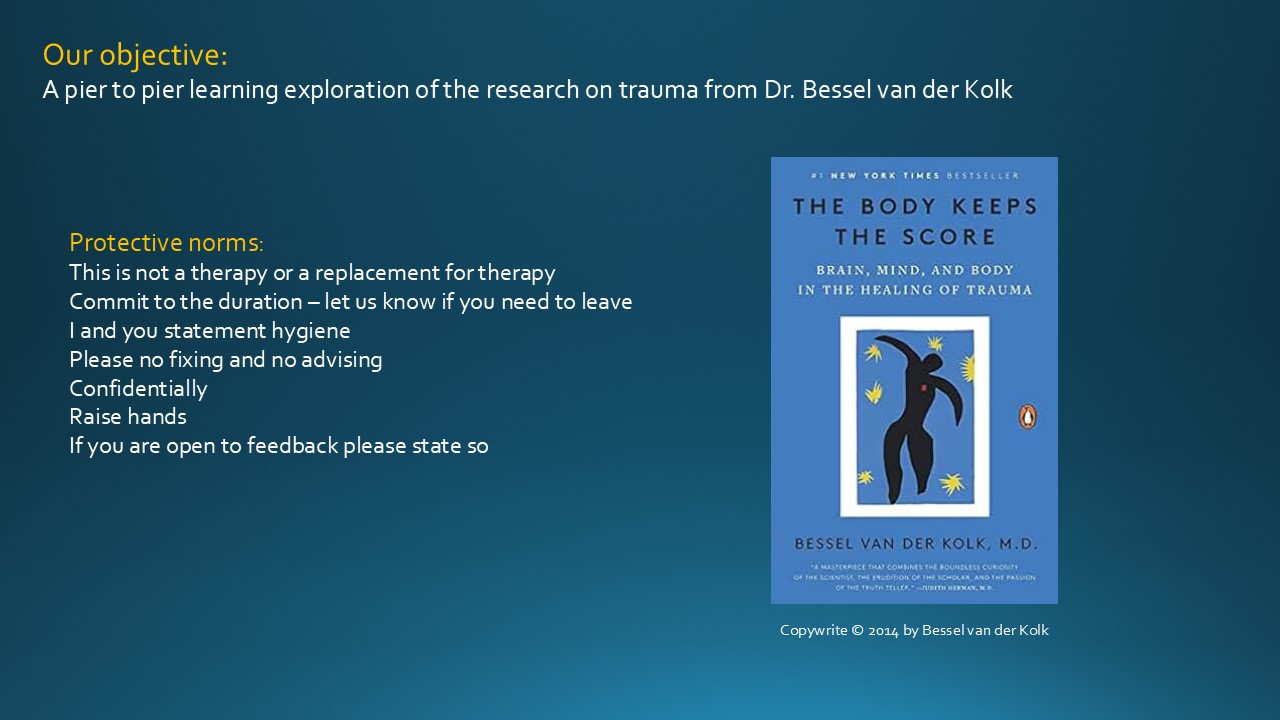 Our objective:
A pier to pier learning exploration of the research on trauma from Dr. Bessel van der Kolk
Protective norms:
This is not a therapy or a replacement for therapy
Commit to the duration – let us know if you need to leave
I and you statement hygiene
Please no fixing and no advising
Confidentially
Raise hands
If you are open to feedback please state so
#1 NEW YORK TIMES BESTSELLER
THE BODY KEEPS
THE SCORE
BRAIN, MIND, AND BODY
IN THE HEALING OF TRAUMA
BESSEL VAN DER KOLK, M.D.
"A MASTERPIECE THAT COMBINES THE BOUNDLESS CURIOSITY
OF THE SCIENTIST, THE ERUDITION OF THE SCHOLAR, AND THE PASSION
OF THE TRUTH TELLER." —JUDITH HERMAN, M.D.
Copywrite © 2014 by Bessel van der Kolk